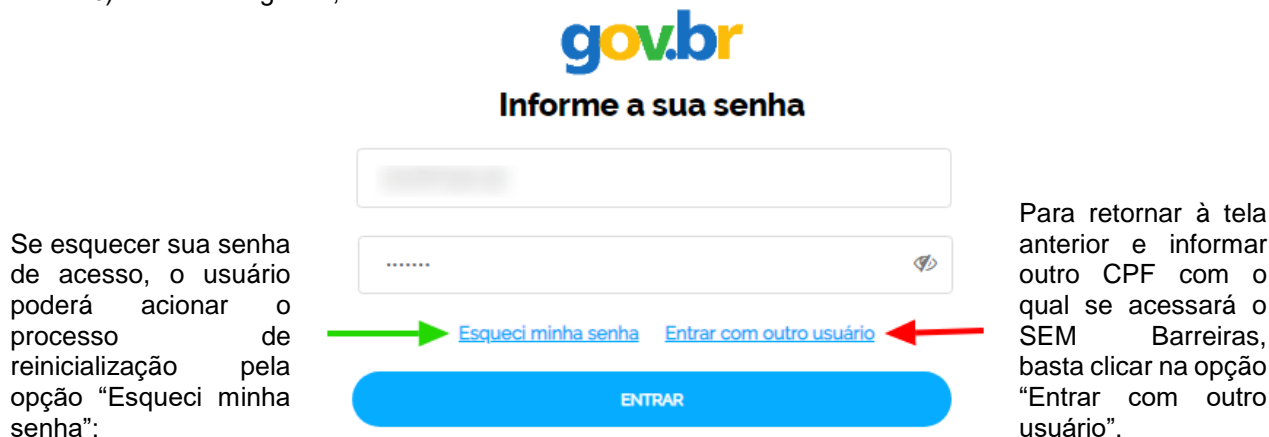 gov.br
Informe a sua senha
Se esquecer sua senha
de acesso, o usuário
poderá acionar o
processo de
reinicialização pela
opção “Esqueci minha
senha”:
.......
Esqueci minha senha Entrar com outro usuário
ENTRAR
Para retornar à tela
anterior e informar
outro CPF com o
qual se acessará o
SEM Barreiras,
basta clicar na opção
“Entrar com outro
usuário”.